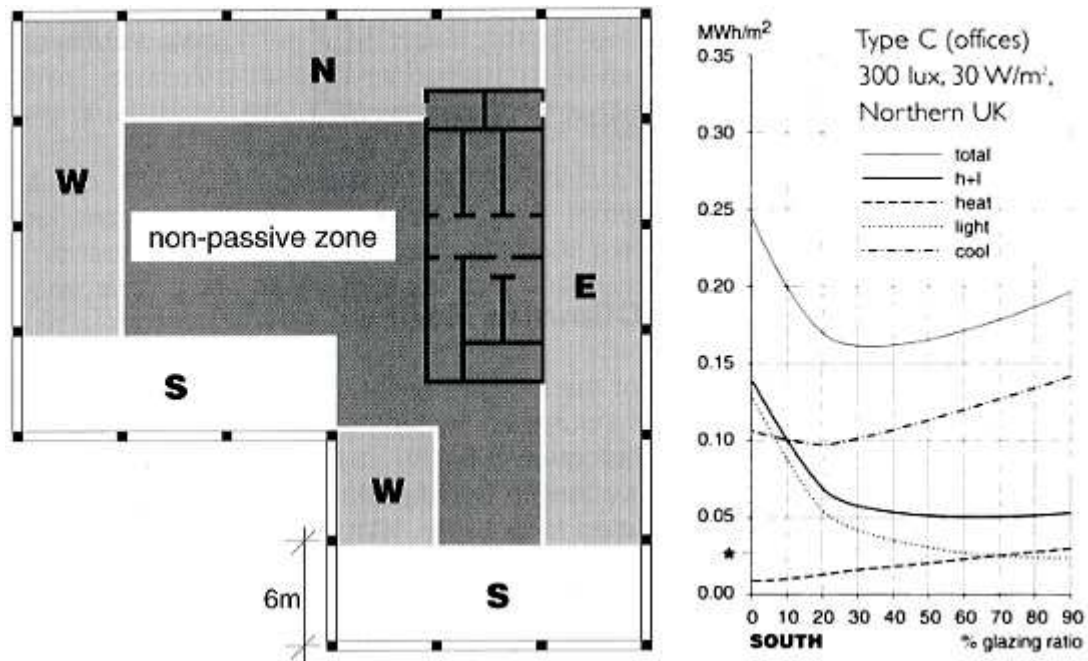 N
W
non-passive zone
E
S
W
6m
S
MWh/m²
Type C (offices)
300 lux, 30 W/m²,
Northern UK
total
h+l
heat
light
cool
0.35
0.30
0.25
0.20
0.15
0.10
0.05
★
0.00
0 10 20 30 40 50 60 70 80 90
SOUTH % glazing ratio